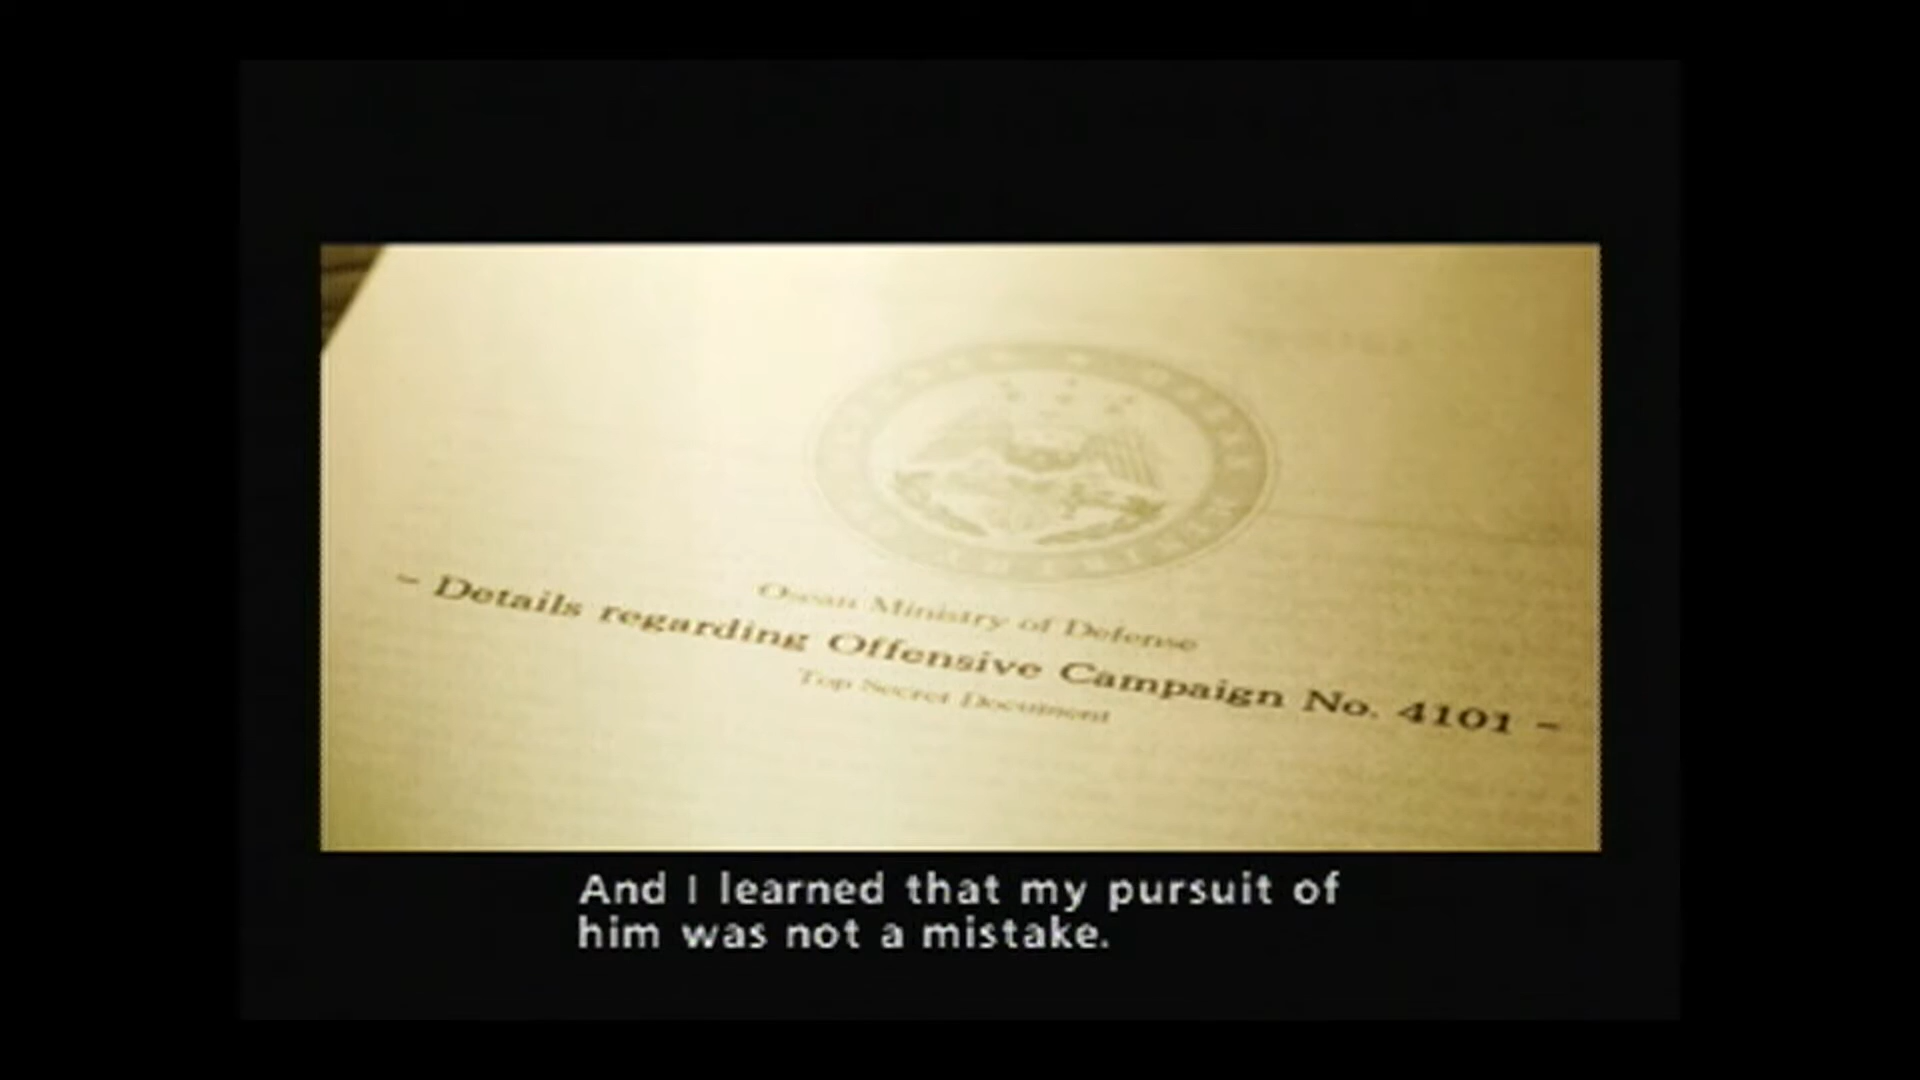 Osean Ministry of Defense
– Details regarding Offensive Campaign No. 4101 –
Top Secret Document
And I learned that my pursuit of
him was not a mistake.